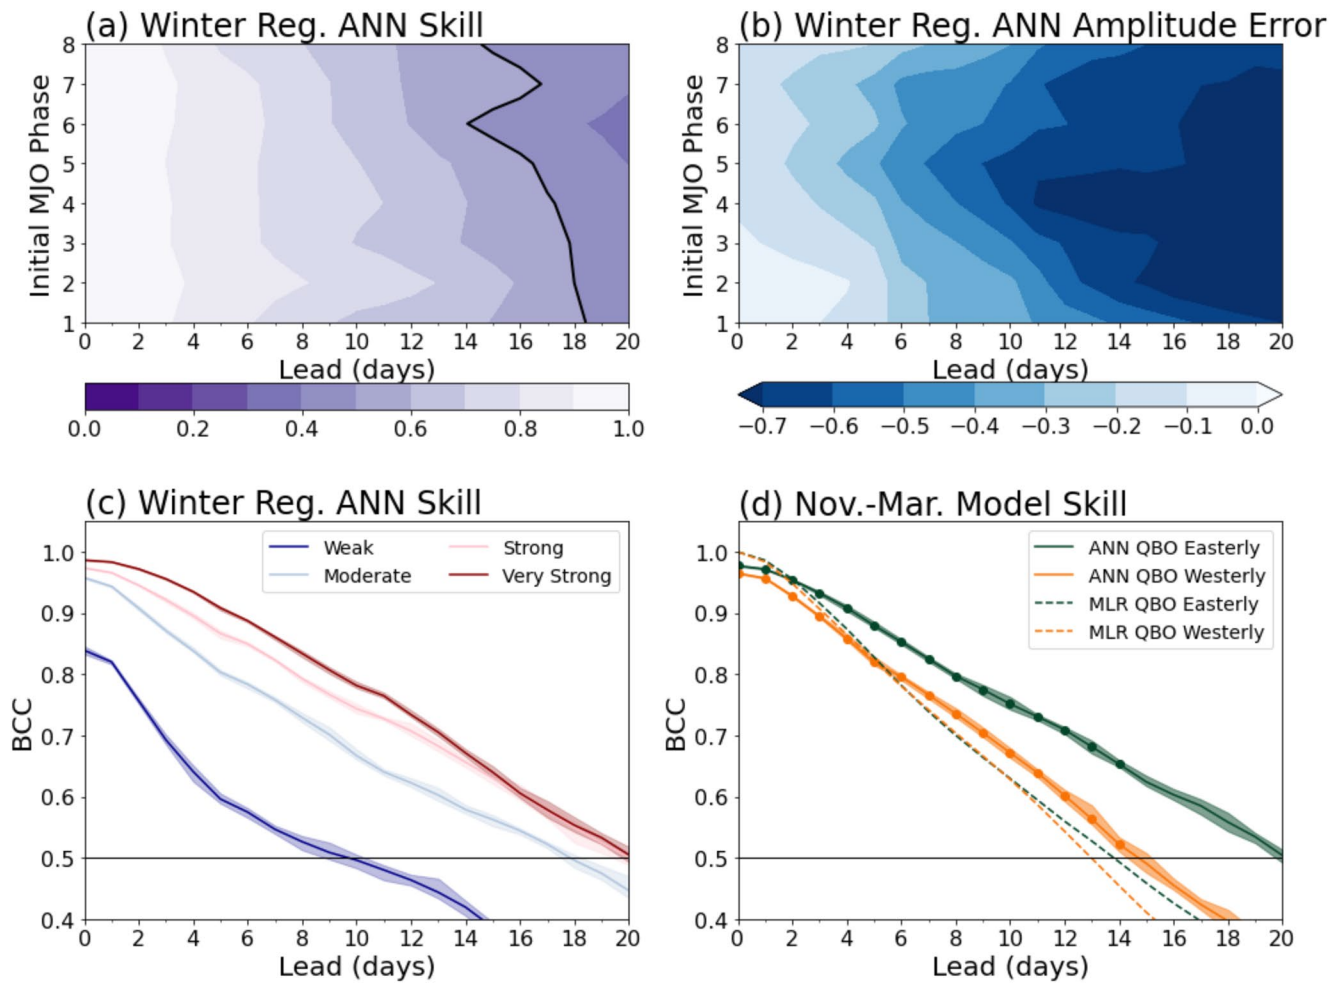 (a) Winter Reg. ANN Skill
8
7
6
5
4
3
2
1
Initial MJO Phase
0 2 4 6 8 10 12 14 16 18 20
Lead (days)
0.0 0.2 0.4 0.6 0.8 1.0
(b) Winter Reg. ANN Amplitude Error
8
7
6
5
4
3
2
1
Initial MJO Phase
0 2 4 6 8 10 12 14 16 18 20
Lead (days)
−0.7 −0.6 −0.5 −0.4 −0.3 −0.2 −0.1 0.0
(c) Winter Reg. ANN Skill
Weak
Moderate
Strong
Very Strong
1.0
0.9
0.8
0.7
0.6
0.5
0.4
BCC
0 2 4 6 8 10 12 14 16 18 20
Lead (days)
(d) Nov.-Mar. Model Skill
ANN QBO Easterly
ANN QBO Westerly
MLR QBO Easterly
MLR QBO Westerly
1.0
0.9
0.8
0.7
0.6
0.5
0.4
BCC
0 2 4 6 8 10 12 14 16 18 20
Lead (days)